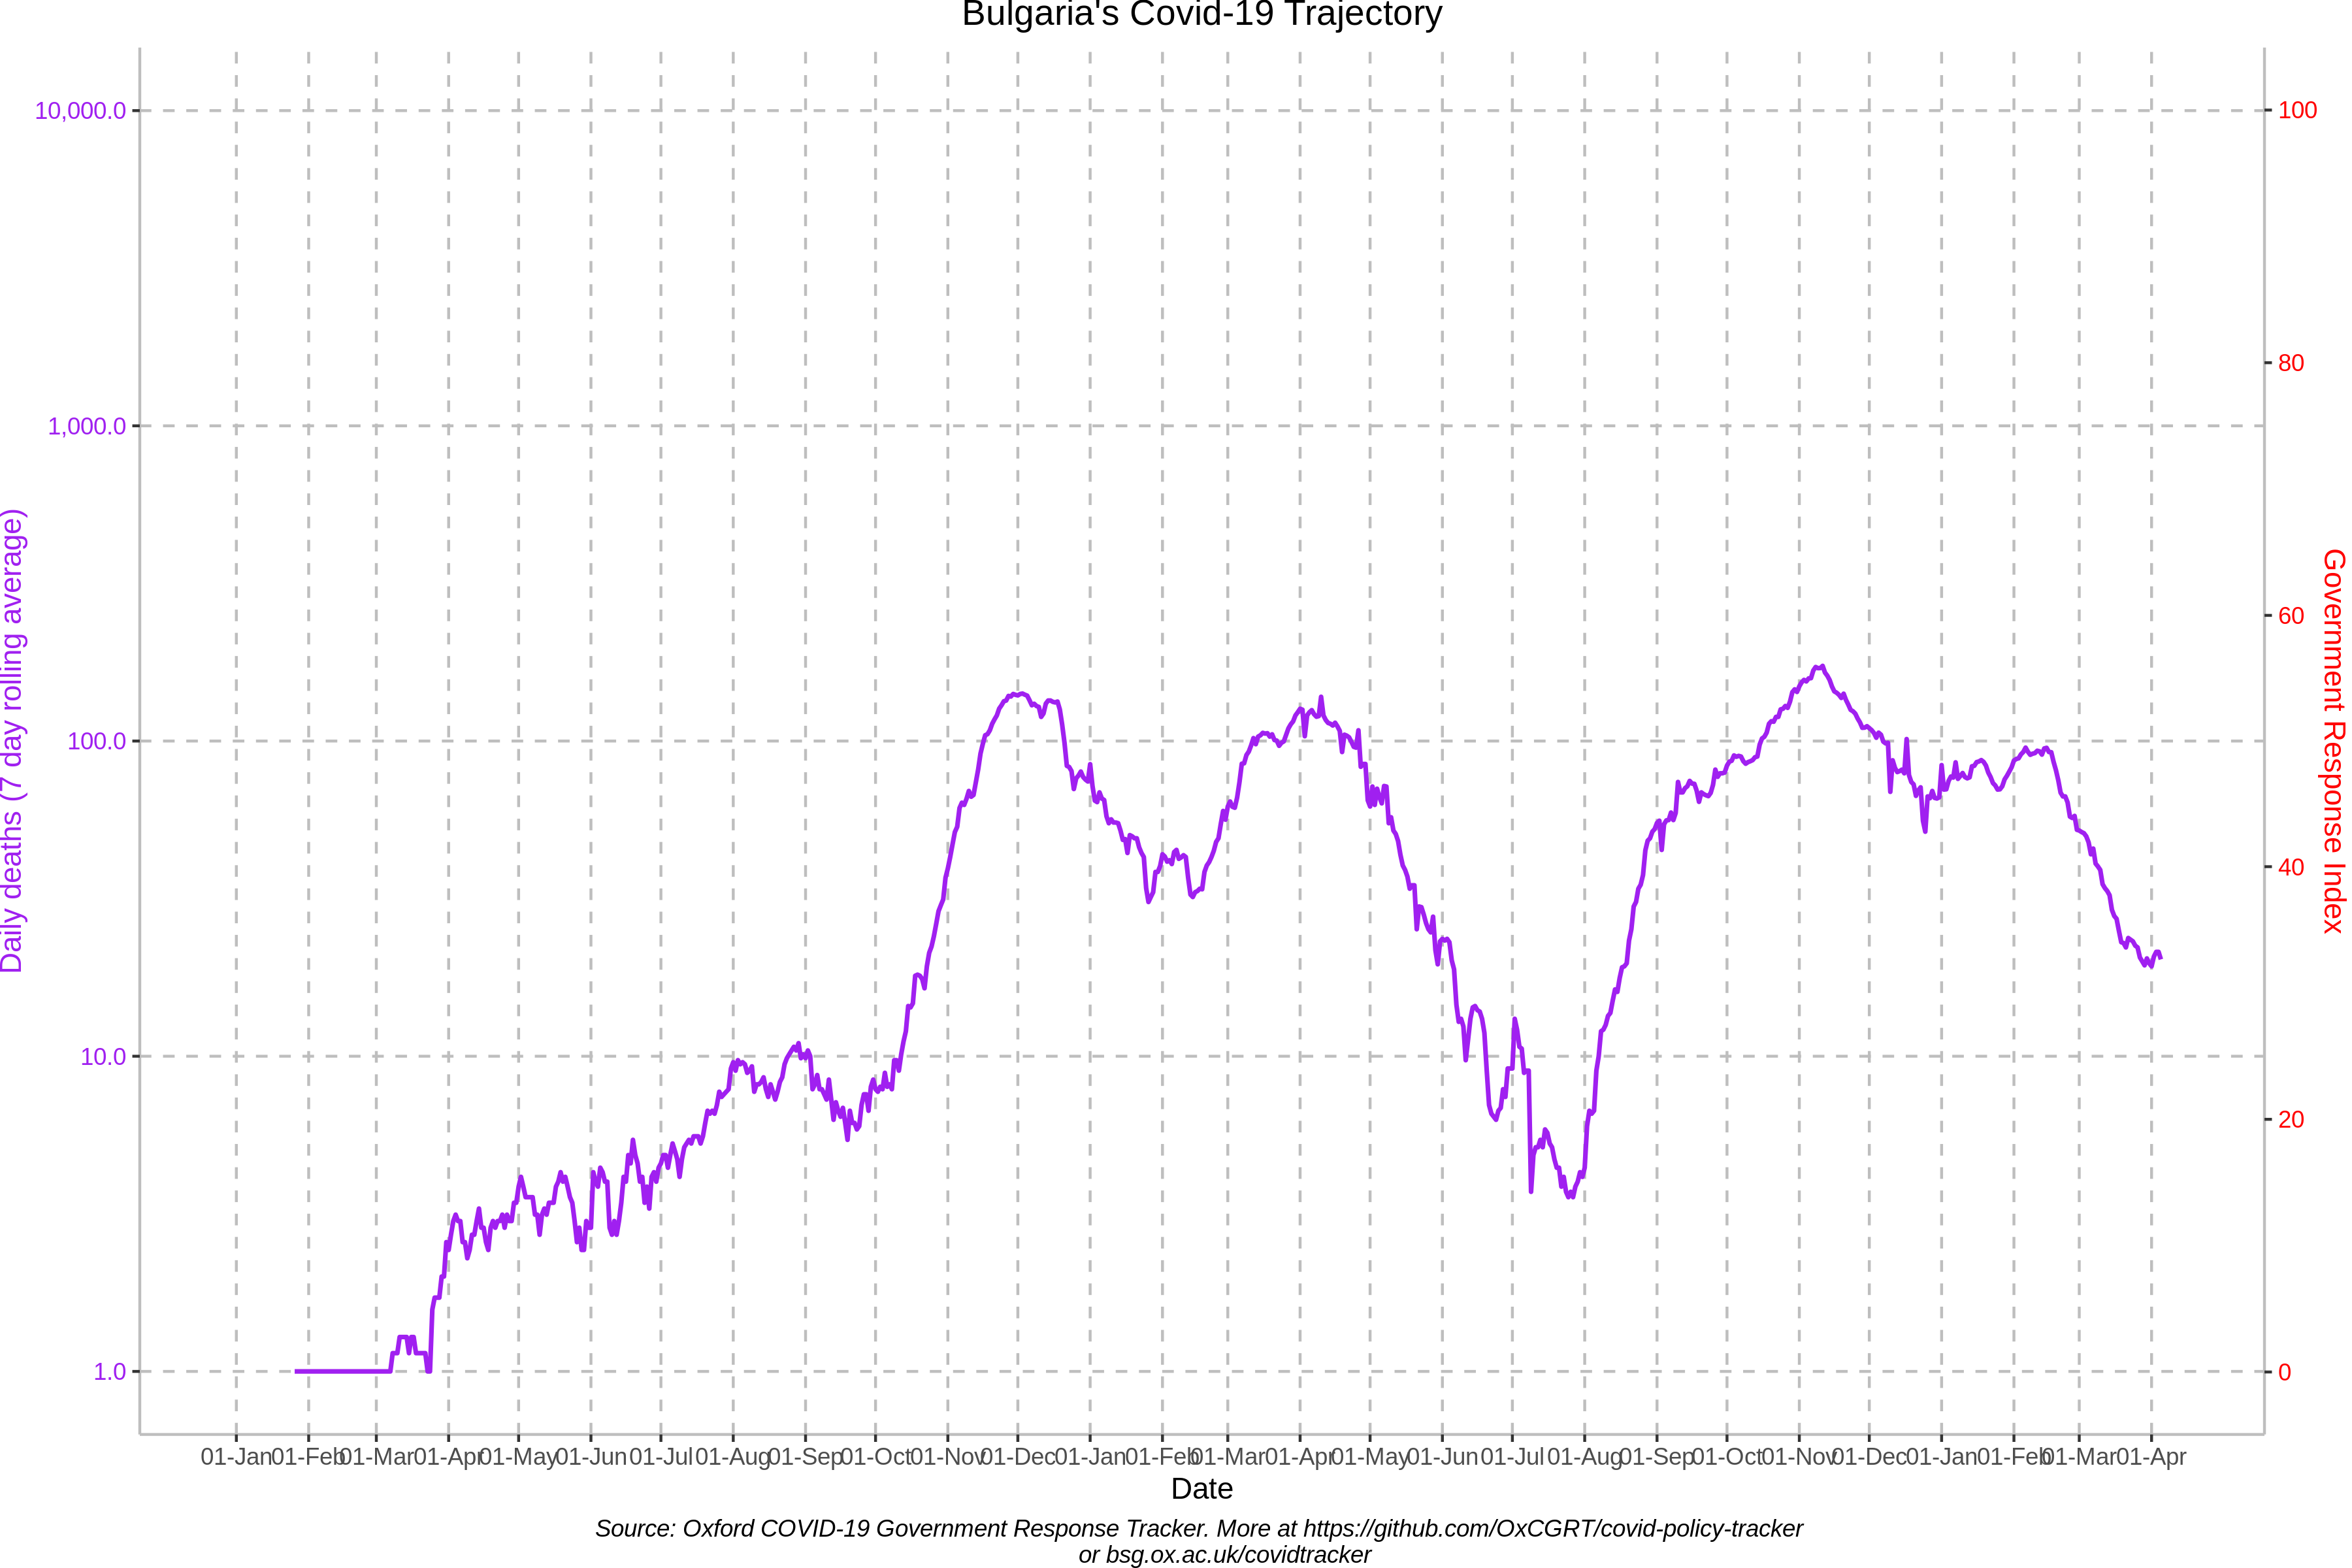 Bulgaria's Covid-19 Trajectory
Daily deaths (7 day rolling average)
10,000.0
1,000.0
100.0
10.0
1.0
Government Response Index
100
80
60
40
20
0
01-Jan 01-Feb 01-Mar 01-Apr 01-May 01-Jun 01-Jul 01-Aug 01-Sep 01-Oct 01-Nov 01-Dec 01-Jan 01-Feb 01-Mar 01-Apr 01-May 01-Jun 01-Jul 01-Aug 01-Sep 01-Oct 01-Nov 01-Dec 01-Jan 01-Feb 01-Mar 01-Apr
Date
Source: Oxford COVID-19 Government Response Tracker. More at https://github.com/OxCGRT/covid-policy-tracker
or bsg.ox.ac.uk/covidtracker